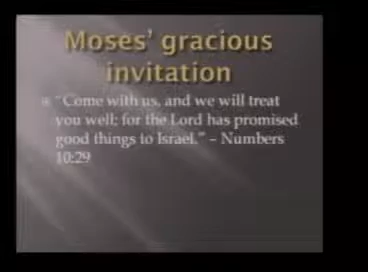 Moses' gracious
invitation
"Come with us, and we will treat
you well; for the Lord has promised
good things to Israel." – Numbers
10:29